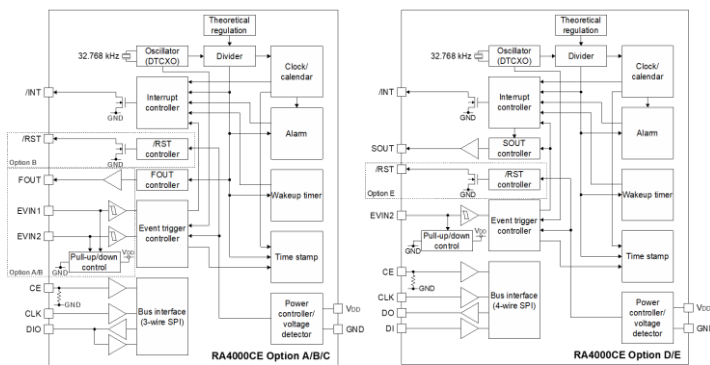 Theoretical
regulation
32.768 kHz
Oscillator
(DTCXO)
Divider
Clock/
calendar
/INT
Interrupt
controller
GND
Alarm
/RST
/RST
controller
GND
Option B
FOUT
FOUT
controller
Wakeup timer
EVIN1
EVIN2
Event trigger
controller
VDD
Pull-up/down
control
GND
Option A/B
Time stamp
CE
GND
CLK
DIO
Bus interface
(3-wire SPI)
Power
controller/
voltage
detector
VDD
GND
RA4000CE Option A/B/C
Theoretical
regulation
32.768 kHz
Oscillator
(DTCXO)
Divider
Clock/
calendar
/INT
Interrupt
controller
GND
Alarm
SOUT
SOUT
controller
/RST
/RST
controller
GND
Option E
Wakeup timer
EVIN2
Event trigger
controller
VDD
Pull-up/down
control
GND
Time stamp
CE
GND
CLK
DO
DI
Bus interface
(4-wire SPI)
Power
controller/
voltage
detector
VDD
GND
RA4000CE Option D/E